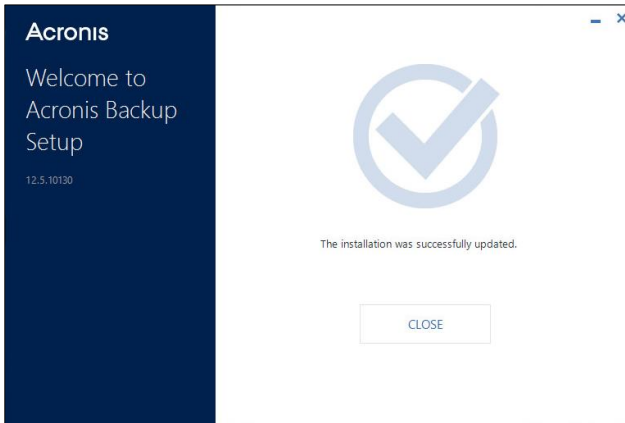 Acronis
Welcome to
Acronis Backup
Setup
12.5.10130
The installation was successfully updated.
CLOSE